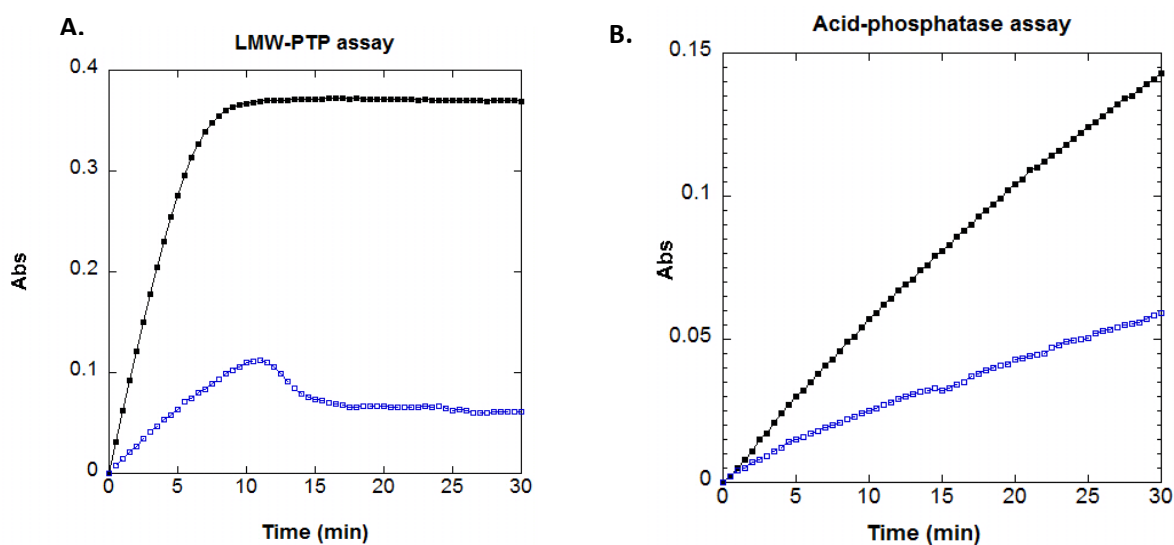 A.
LMW-PTP assay
0.4
0.3
0.2
0.1
0
Abs
0 5 10 15 20 25 30
Time (min)
B.
Acid-phosphatase assay
0.15
0.1
0.05
0
Abs
0 5 10 15 20 25 30
Time (min)